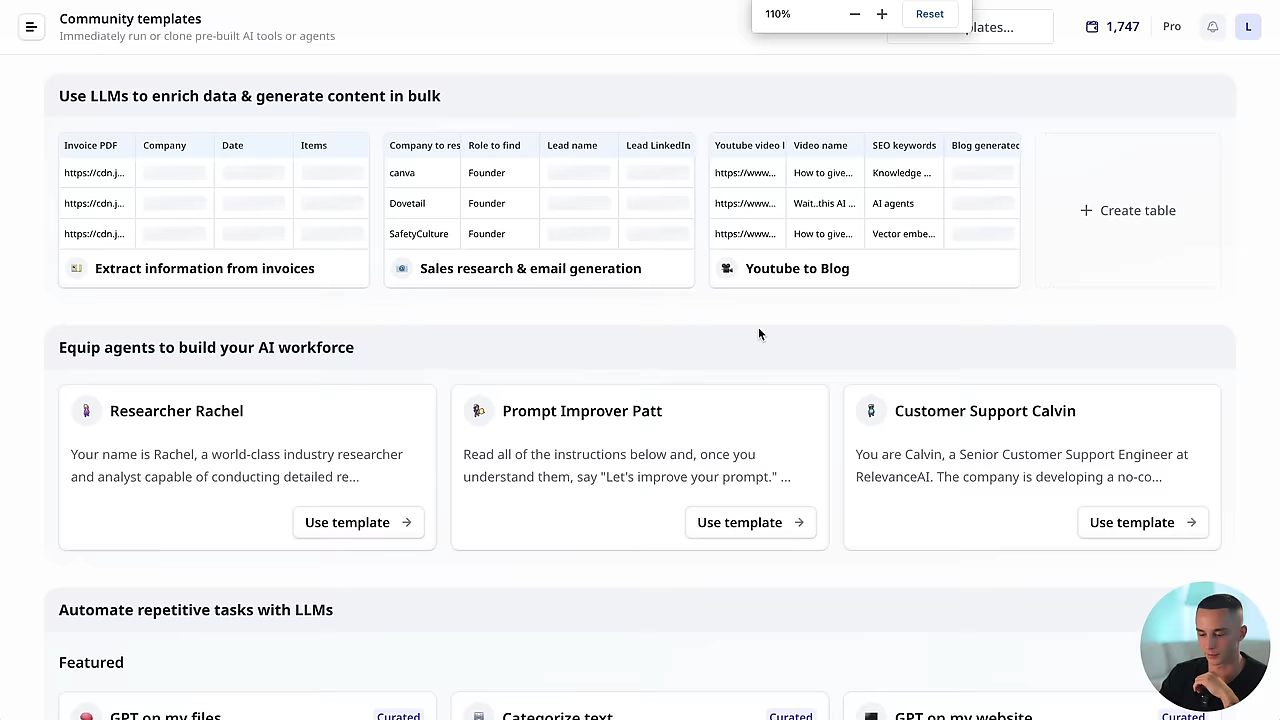 Community templates
Immediately run or clone pre-built AI tools or agents
110%
Reset
plates...
1,747
Pro
L
Use LLMs to enrich data & generate content in bulk
Invoice PDF Company Date Items
https://cdn.j...
https://cdn.j...
https://cdn.j...
Extract information from invoices
Company to res Role to find Lead name Lead LinkedIn
canva Founder
Dovetail Founder
SafetyCulture Founder
Sales research & email generation
Youtube video l Video name SEO keywords Blog generated
https://www... How to give... Knowledge ...
https://www... Wait..this AI ... AI agents
https://www... How to give... Vector embe...
Youtube to Blog
+ Create table
Equip agents to build your AI workforce
Researcher Rachel
Your name is Rachel, a world-class industry researcher
and analyst capable of conducting detailed re...
Use template
Prompt Improver Patt
Read all of the instructions below and, once you
understand them, say "Let's improve your prompt." ...
Use template
Customer Support Calvin
You are Calvin, a Senior Customer Support Engineer at
RelevanceAI. The company is developing a no-co...
Use template
Automate repetitive tasks with LLMs
Featured
GPT on my files Curated
Categorize text Curated
GPT on my website Curated